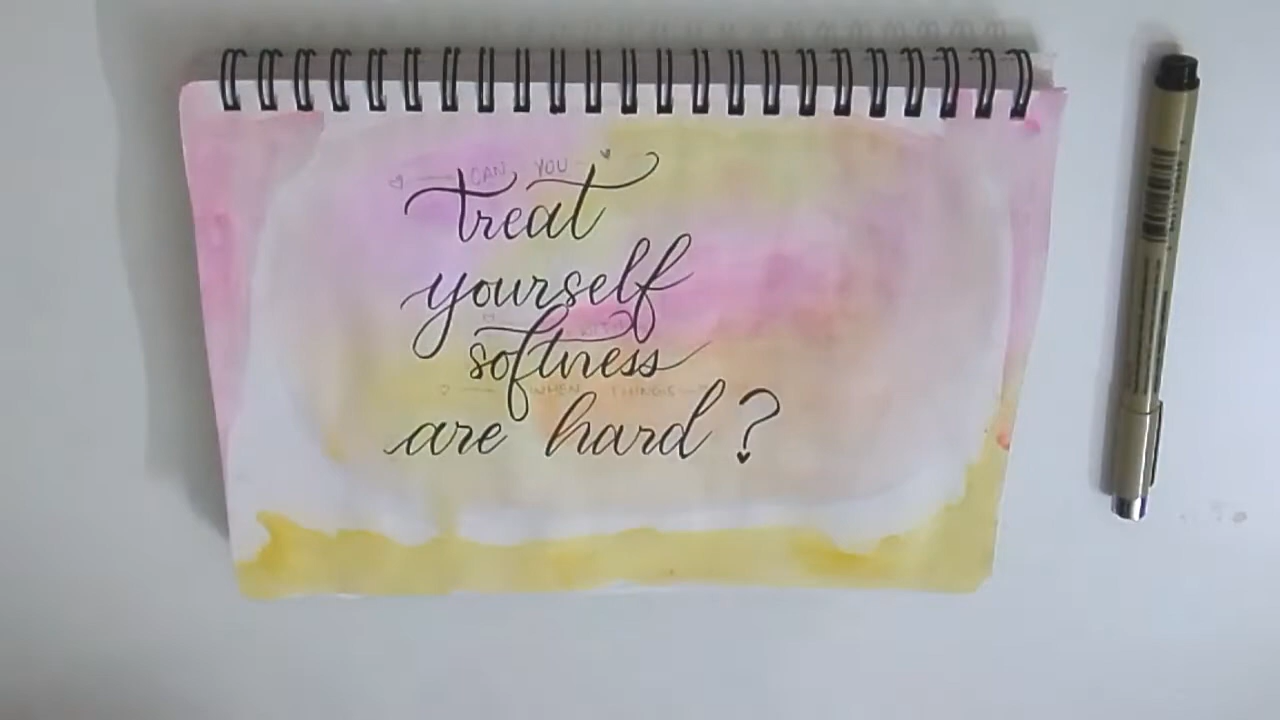 CAN YOU
treat
yourself
WITH
softness
WHEN THINGS
are hard?